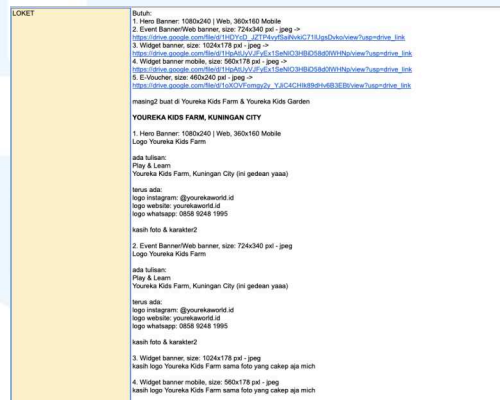 LOKET
Butuh:
1. Hero Banner: 1080x240 | Web, 360x160 Mobile
2. Event Banner/Web banner, size: 724x340 pxl - jpeg ->
3. Widget banner, size: 1024x178 pxl - jpeg ->
4. Widget banner mobile, size: 560x178 pxl - jpeg ->
5. E-Voucher, size: 460x240 pxl - jpeg ->
masing2 buat di Youreka Kids Farm & Youreka Kids Garden
YOUREKA KIDS FARM, KUNINGAN CITY
1. Hero Banner: 1080x240 | Web, 360x160 Mobile
Logo Youreka Kids Farm
ada tulisan:
Play & Learn
Youreka Kids Farm, Kuningan City (ini gedean yaaa)
terus ada:
logo instagram: @yourekaworld.id
logo website: yourekaworld.id
logo whatsapp: 0858 9248 1995
kasih foto & karakter2
2. Event Banner/Web banner, size: 724x340 pxl - jpeg
Logo Youreka Kids Farm
ada tulisan:
Play & Learn
Youreka Kids Farm, Kuningan City (ini gedean yaaa)
terus ada:
logo instagram: @yourekaworld.id
logo website: yourekaworld.id
logo whatsapp: 0858 9248 1995
kasih foto & karakter2
3. Widget banner, size: 1024x178 pxl - jpeg
kasih logo Youreka Kids Farm sama foto yang cakep aja mich
4. Widget banner mobile, size: 560x178 pxl - jpeg
kasih logo Youreka Kids Farm sama foto yang cakep aja mich